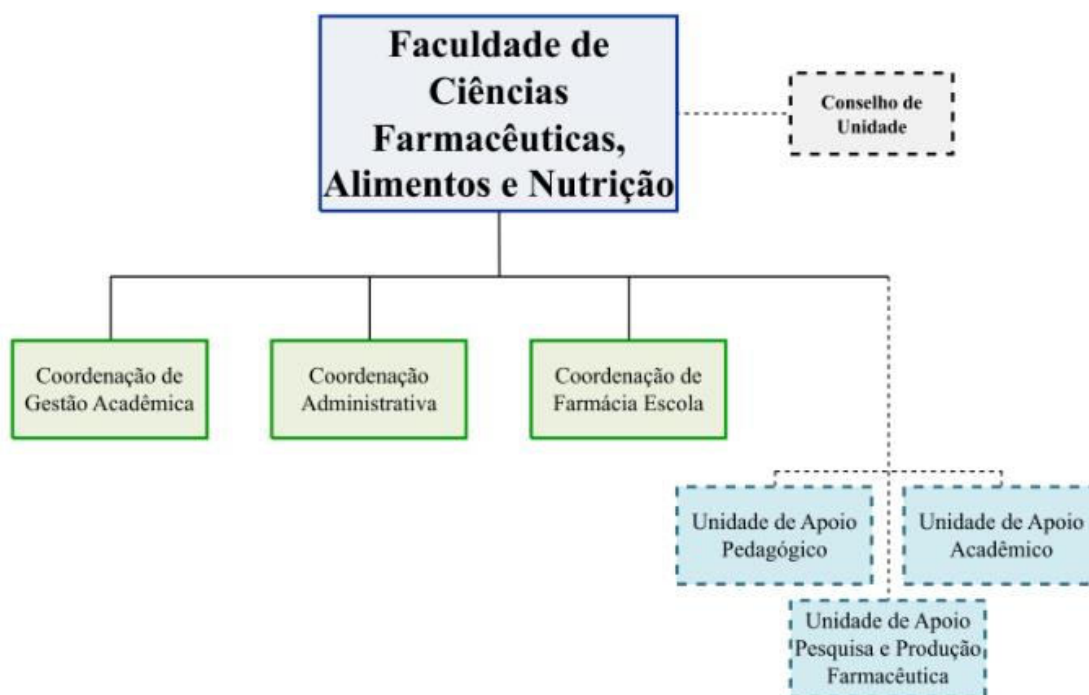 Faculdade de
Ciências
Farmacêuticas,
Alimentos e Nutrição
Conselho de
Unidade
Coordenação de
Gestão Acadêmica
Coordenação
Administrativa
Coordenação de
Farmácia Escola
Unidade de Apoio
Pedagógico
Unidade de Apoio
Acadêmico
Unidade de Apoio
Pesquisa e Produção
Farmacêutica